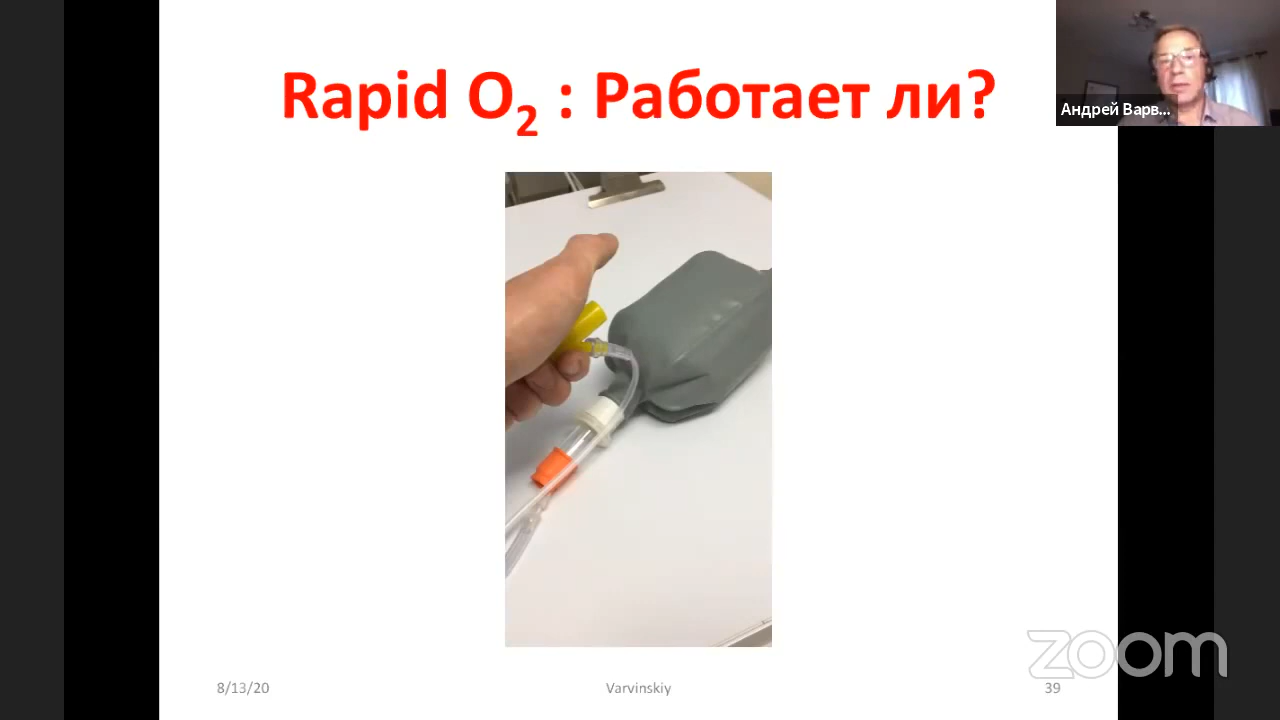 Rapid O₂ : Работает ли?
Андрей Варв...
8/13/20
Varvinskiy
39
zoom